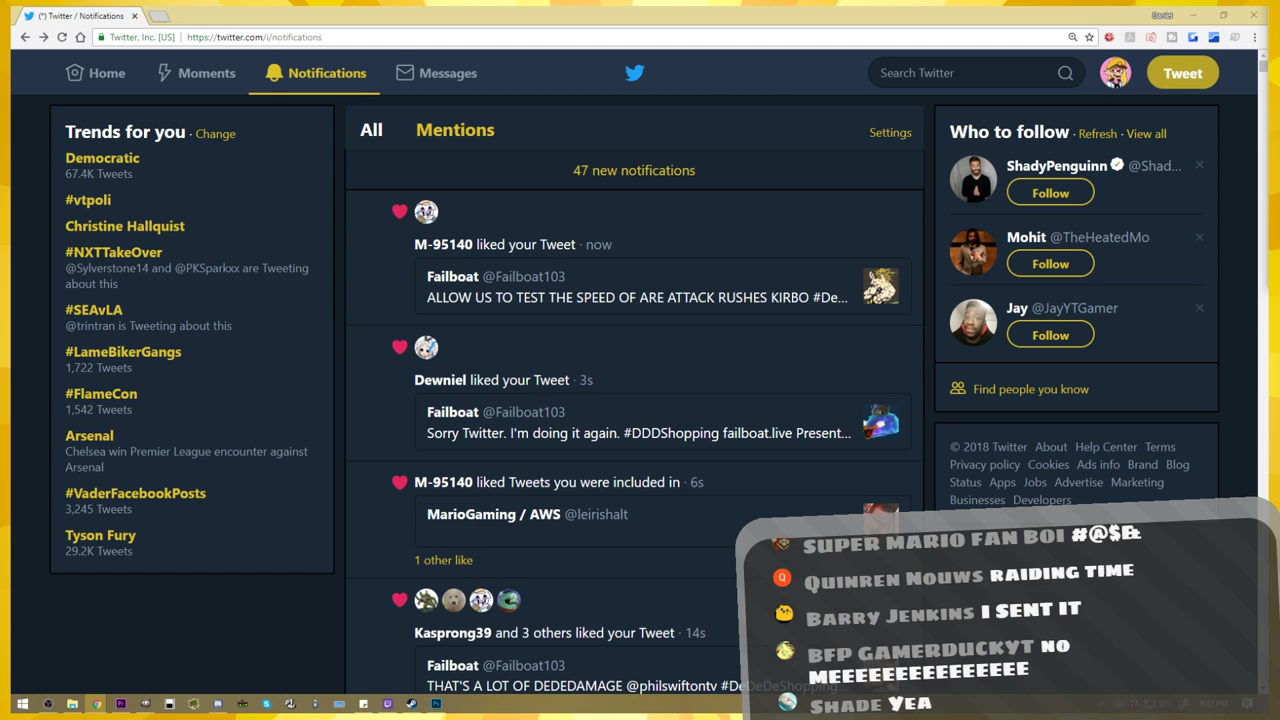 (*) Twitter / Notifications
Daniel
Twitter, Inc. [US] | https://twitter.com/i/notifications
Home
Moments
Notifications
Messages
Search Twitter
Tweet
Trends for you · Change
Democratic
67.4K Tweets
#vtpoli
Christine Hallquist
#NXTTakeOver
@Sylverstone14 and @PKSparkxx are Tweeting
about this
#SEAvLA
@trintran is Tweeting about this
#LameBikerGangs
1,722 Tweets
#FlameCon
1,542 Tweets
Arsenal
Chelsea win Premier League encounter against
Arsenal
#VaderFacebookPosts
3,245 Tweets
Tyson Fury
29.2K Tweets
All
Mentions
Settings
47 new notifications
M-95140 liked your Tweet · now
Failboat @Failboat103
ALLOW US TO TEST THE SPEED OF ARE ATTACK RUSHES KIRBO #De...
Dewniel liked your Tweet · 3s
Failboat @Failboat103
Sorry Twitter. I'm doing it again. #DDDShopping failboat.live Present...
M-95140 liked Tweets you were included in · 6s
MarioGaming / AWS @leirishalt
1 other like
Kasprong39 and 3 others liked your Tweet · 14s
Failboat @Failboat103
THAT'S A LOT OF DEDEDAMAGE @philswiftontv #DeDeDeShopping...
Who to follow · Refresh · View all
ShadyPenguinn @Shad...
Follow
Mohit @TheHeatedMo
Follow
Jay @JayYTGamer
Follow
Find people you know
© 2018 Twitter About Help Center Terms
Privacy policy Cookies Ads info Brand Blog
Status Apps Jobs Advertise Marketing
Businesses Developers
SUPER MARIO FAN BOI #@$&
Q
QUINREN NOUWS RAIDING TIME
BARRY JENKINS I SENT IT
BFP GAMERDUCKYT NO
MEEEEEEEEEEEEEEE
SHADE YEA